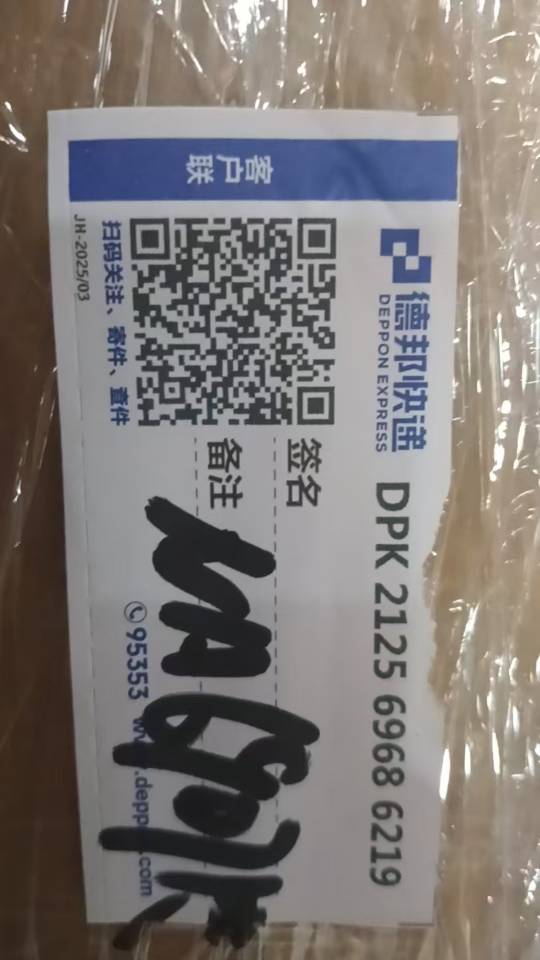 客户联
德邦快递
DEPPON EXPRESS
DPK 2125 6968 6219
签名
备注
扫码关注、寄件、查件
95353
JH-2025/03